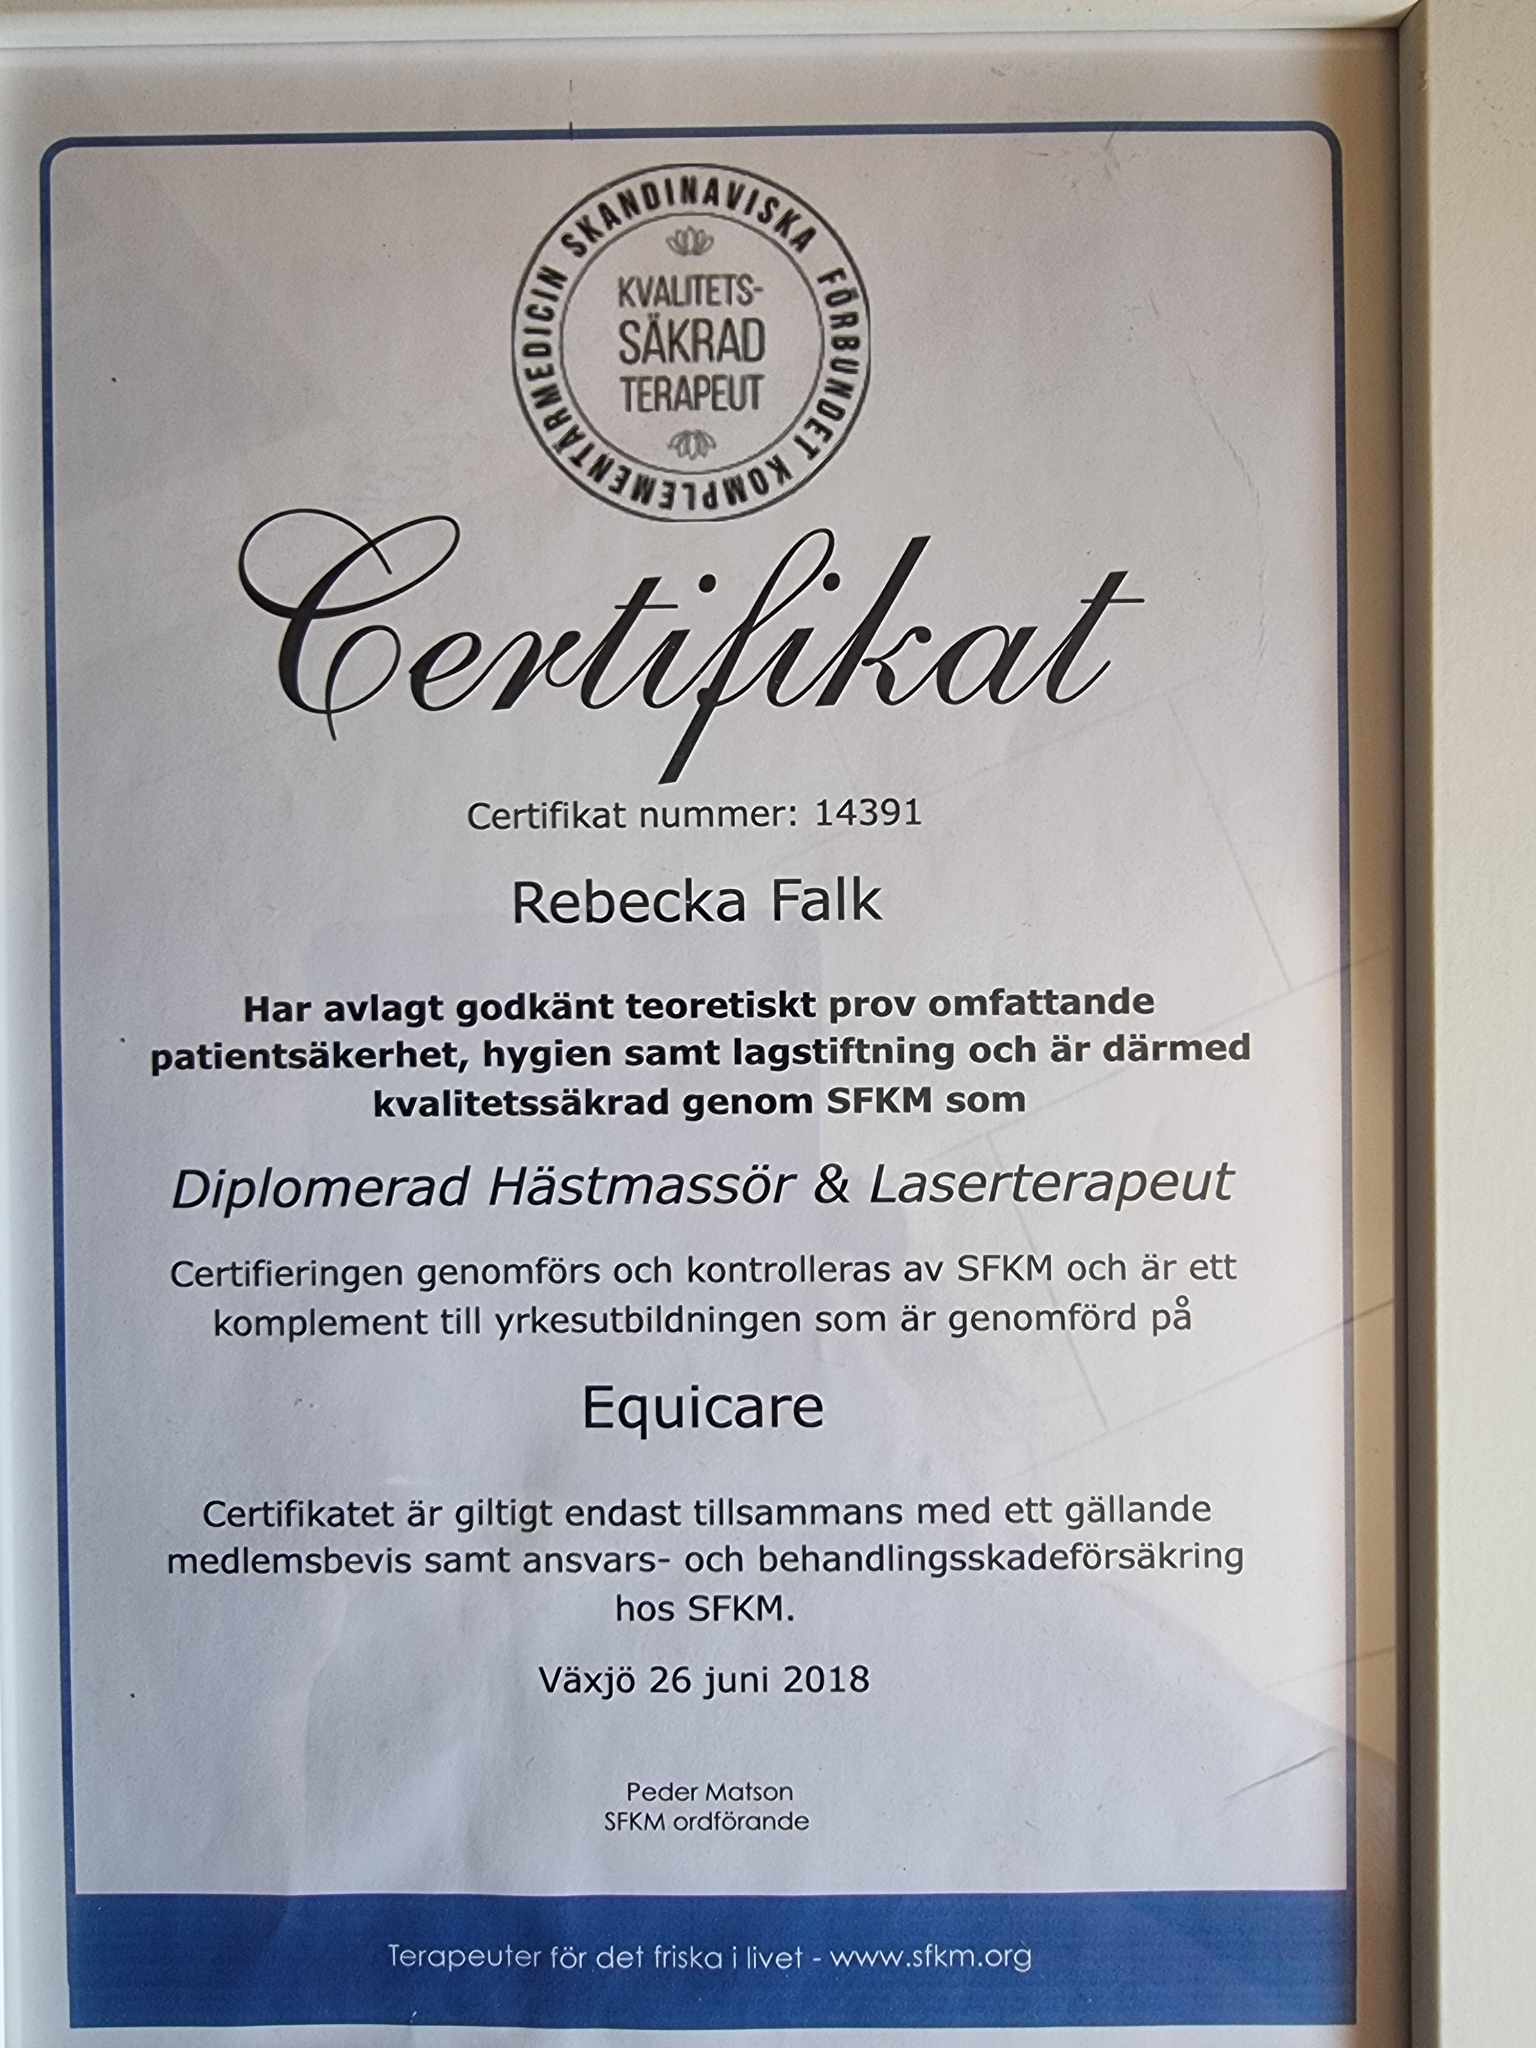 SKANDINAVISKA FÖRBUNDET KOMPLEMENTÄRMEDICIN
KVALITETS-
SÄKRAD
TERAPEUT
Certifikat
Certifikat nummer: 14391
Rebecka Falk
Har avlagt godkänt teoretiskt prov omfattande
patientsäkerhet, hygien samt lagstiftning och är därmed
kvalitetssäkrad genom SFKM som
Diplomerad Hästmassör & Laserterapeut
Certifieringen genomförs och kontrolleras av SFKM och är ett
komplement till yrkesutbildningen som är genomförd på
Equicare
Certifikatet är giltigt endast tillsammans med ett gällande
medlemsbevis samt ansvars- och behandlingsskadeförsäkring
hos SFKM.
Växjö 26 juni 2018
Peder Matson
SFKM ordförande
Terapeuter för det friska i livet - www.sfkm.org